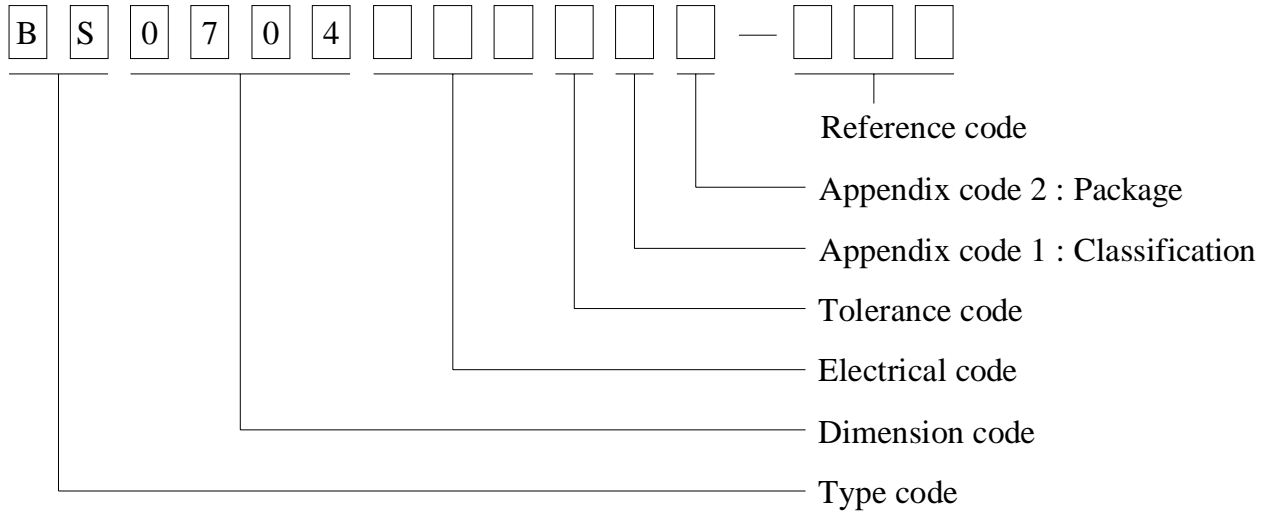 B S 0 7 0 4 —
Reference code
Appendix code 2 : Package
Appendix code 1 : Classification
Tolerance code
Electrical code
Dimension code
Type code